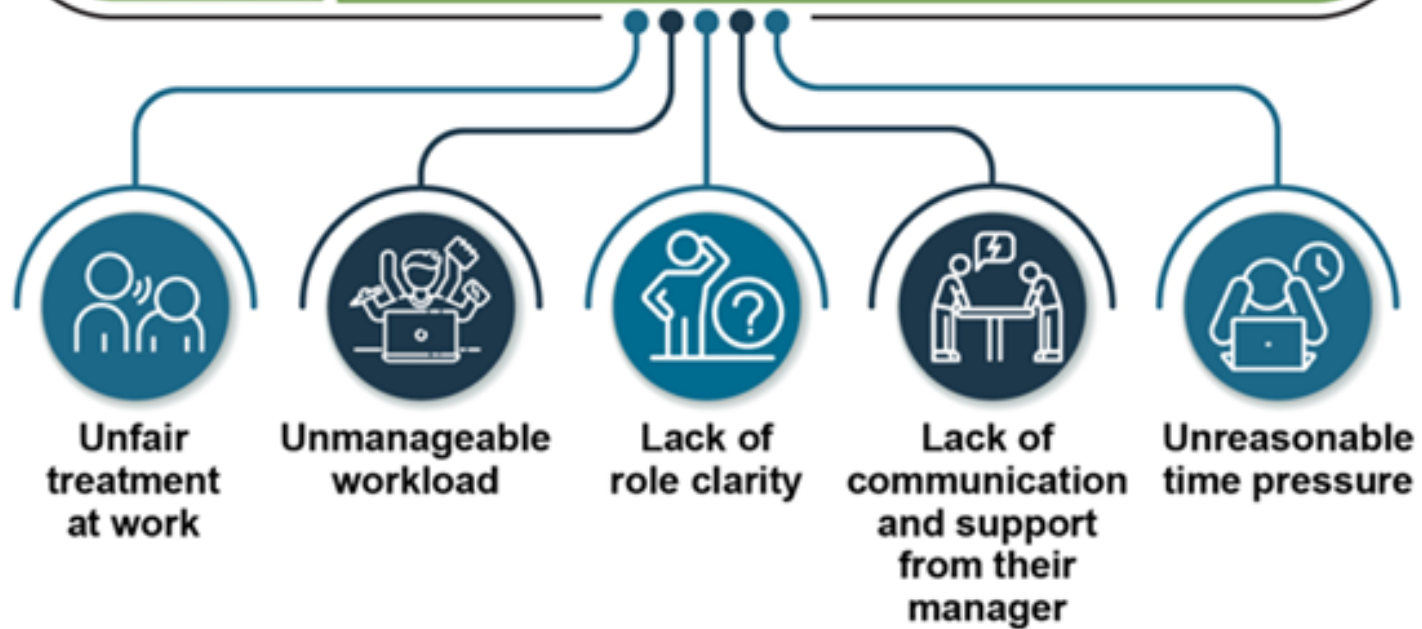 Unfair
treatment
at work
Unmanageable
workload
Lack of
role clarity
Lack of
communication
and support
from their
manager
Unreasonable
time pressure
?